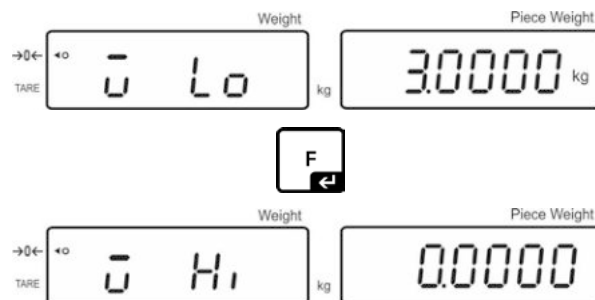 Weight Piece Weight
→0← ◄o ū Lo kg 3.0000 kg
TARE
F
Weight Piece Weight
→0← ◄o ū Hi kg 0.0000
TARE